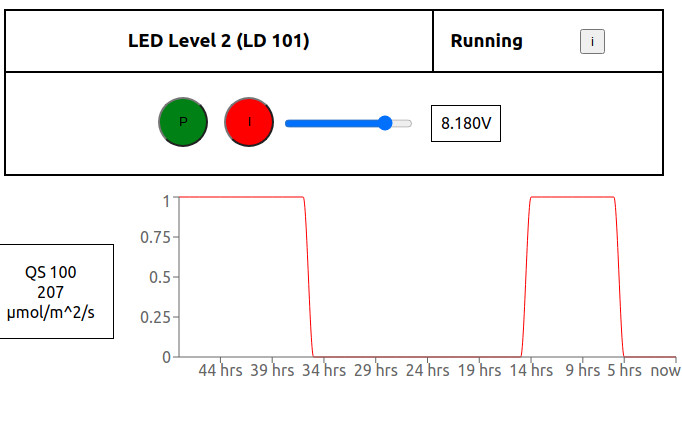 LED Level 2 (LD 101)
Running
i
P
I
8.180V
QS 100
207
μmol/m^2/s
1
0.75
0.5
0.25
0
44 hrs 39 hrs 34 hrs 29 hrs 24 hrs 19 hrs 14 hrs 9 hrs 5 hrs now